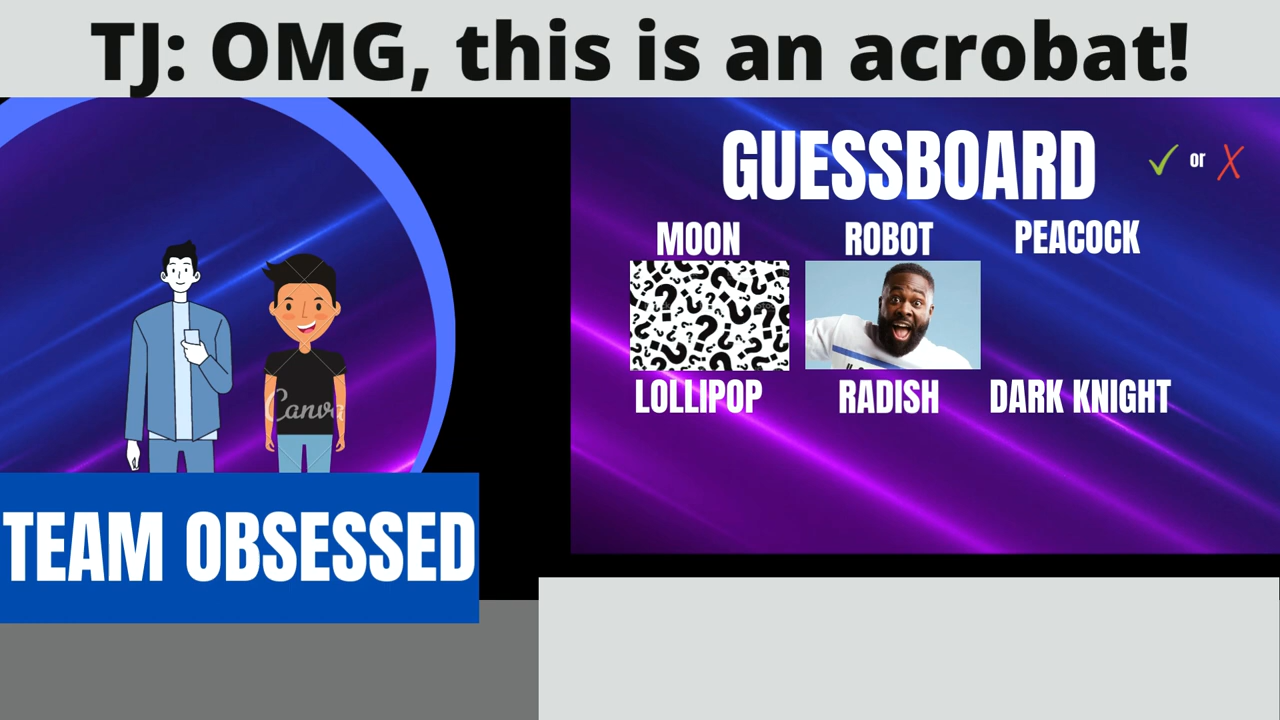 TJ: OMG, this is an acrobat!
GUESSBOARD
✓ or X
MOON ROBOT PEACOCK
LOLLIPOP RADISH DARK KNIGHT
Canva
TEAM OBSESSED